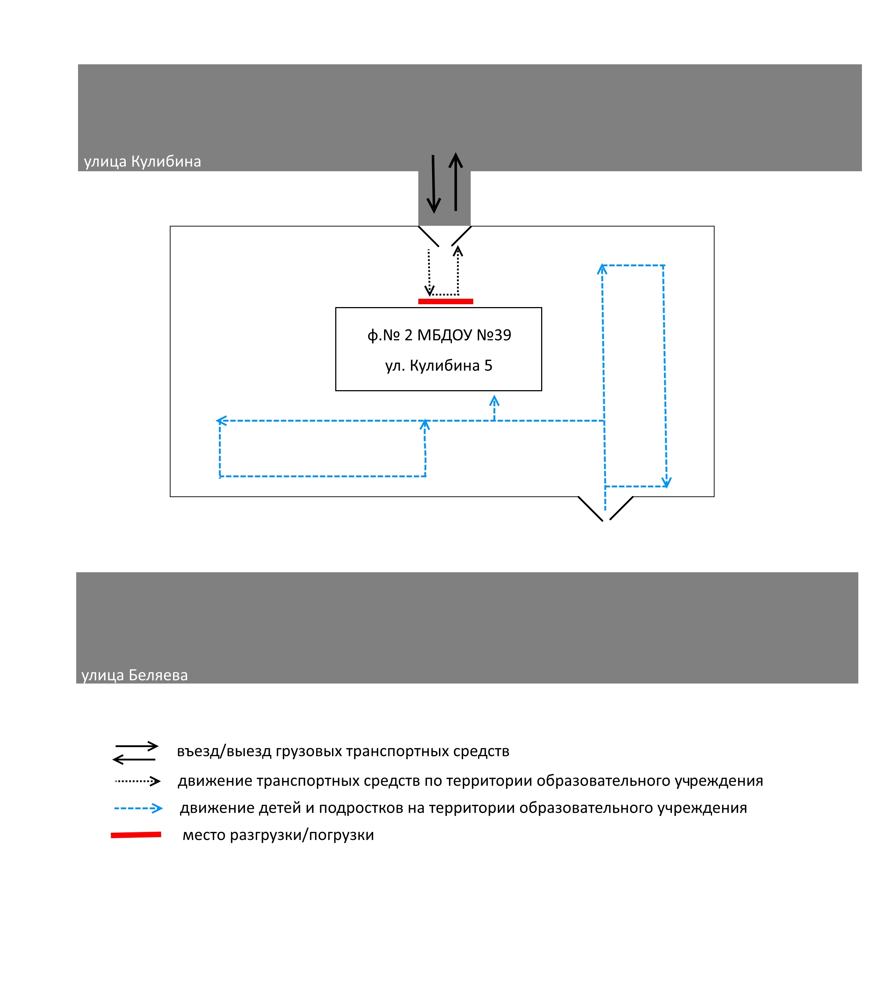 улица Кулибина
ф.№ 2 МБДОУ №39
ул. Кулибина 5
улица Беляева
въезд/выезд грузовых транспортных средств
движение транспортных средств по территории образовательного учреждения
движение детей и подростков на территории образовательного учреждения
место разгрузки/погрузки